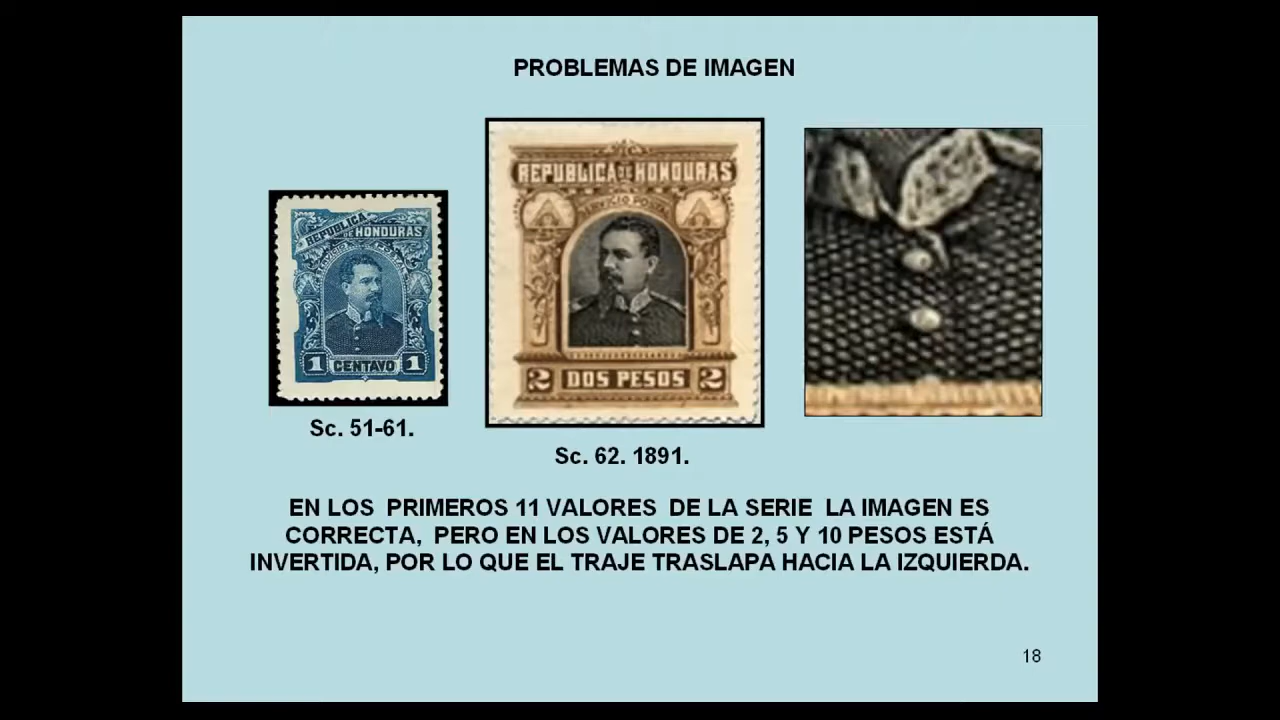 PROBLEMAS DE IMAGEN
REPUBLICA
DE HONDURAS
1 CENTAVO 1
Sc. 51-61.
REPUBLICA DE HONDURAS
SERVICIO POSTAL
2 DOS PESOS 2
Sc. 62. 1891.
EN LOS PRIMEROS 11 VALORES DE LA SERIE LA IMAGEN ES
CORRECTA, PERO EN LOS VALORES DE 2, 5 Y 10 PESOS ESTÁ
INVERTIDA, POR LO QUE EL TRAJE TRASLAPA HACIA LA IZQUIERDA.
18